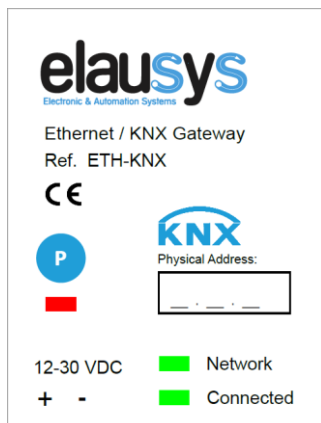 elausys
Electronic & Automation Systems
Ethernet / KNX Gateway
Ref. ETH-KNX
CE
KNX
P
Physical Address:
__ . __ . __
12-30 VDC
Network
+ -
Connected